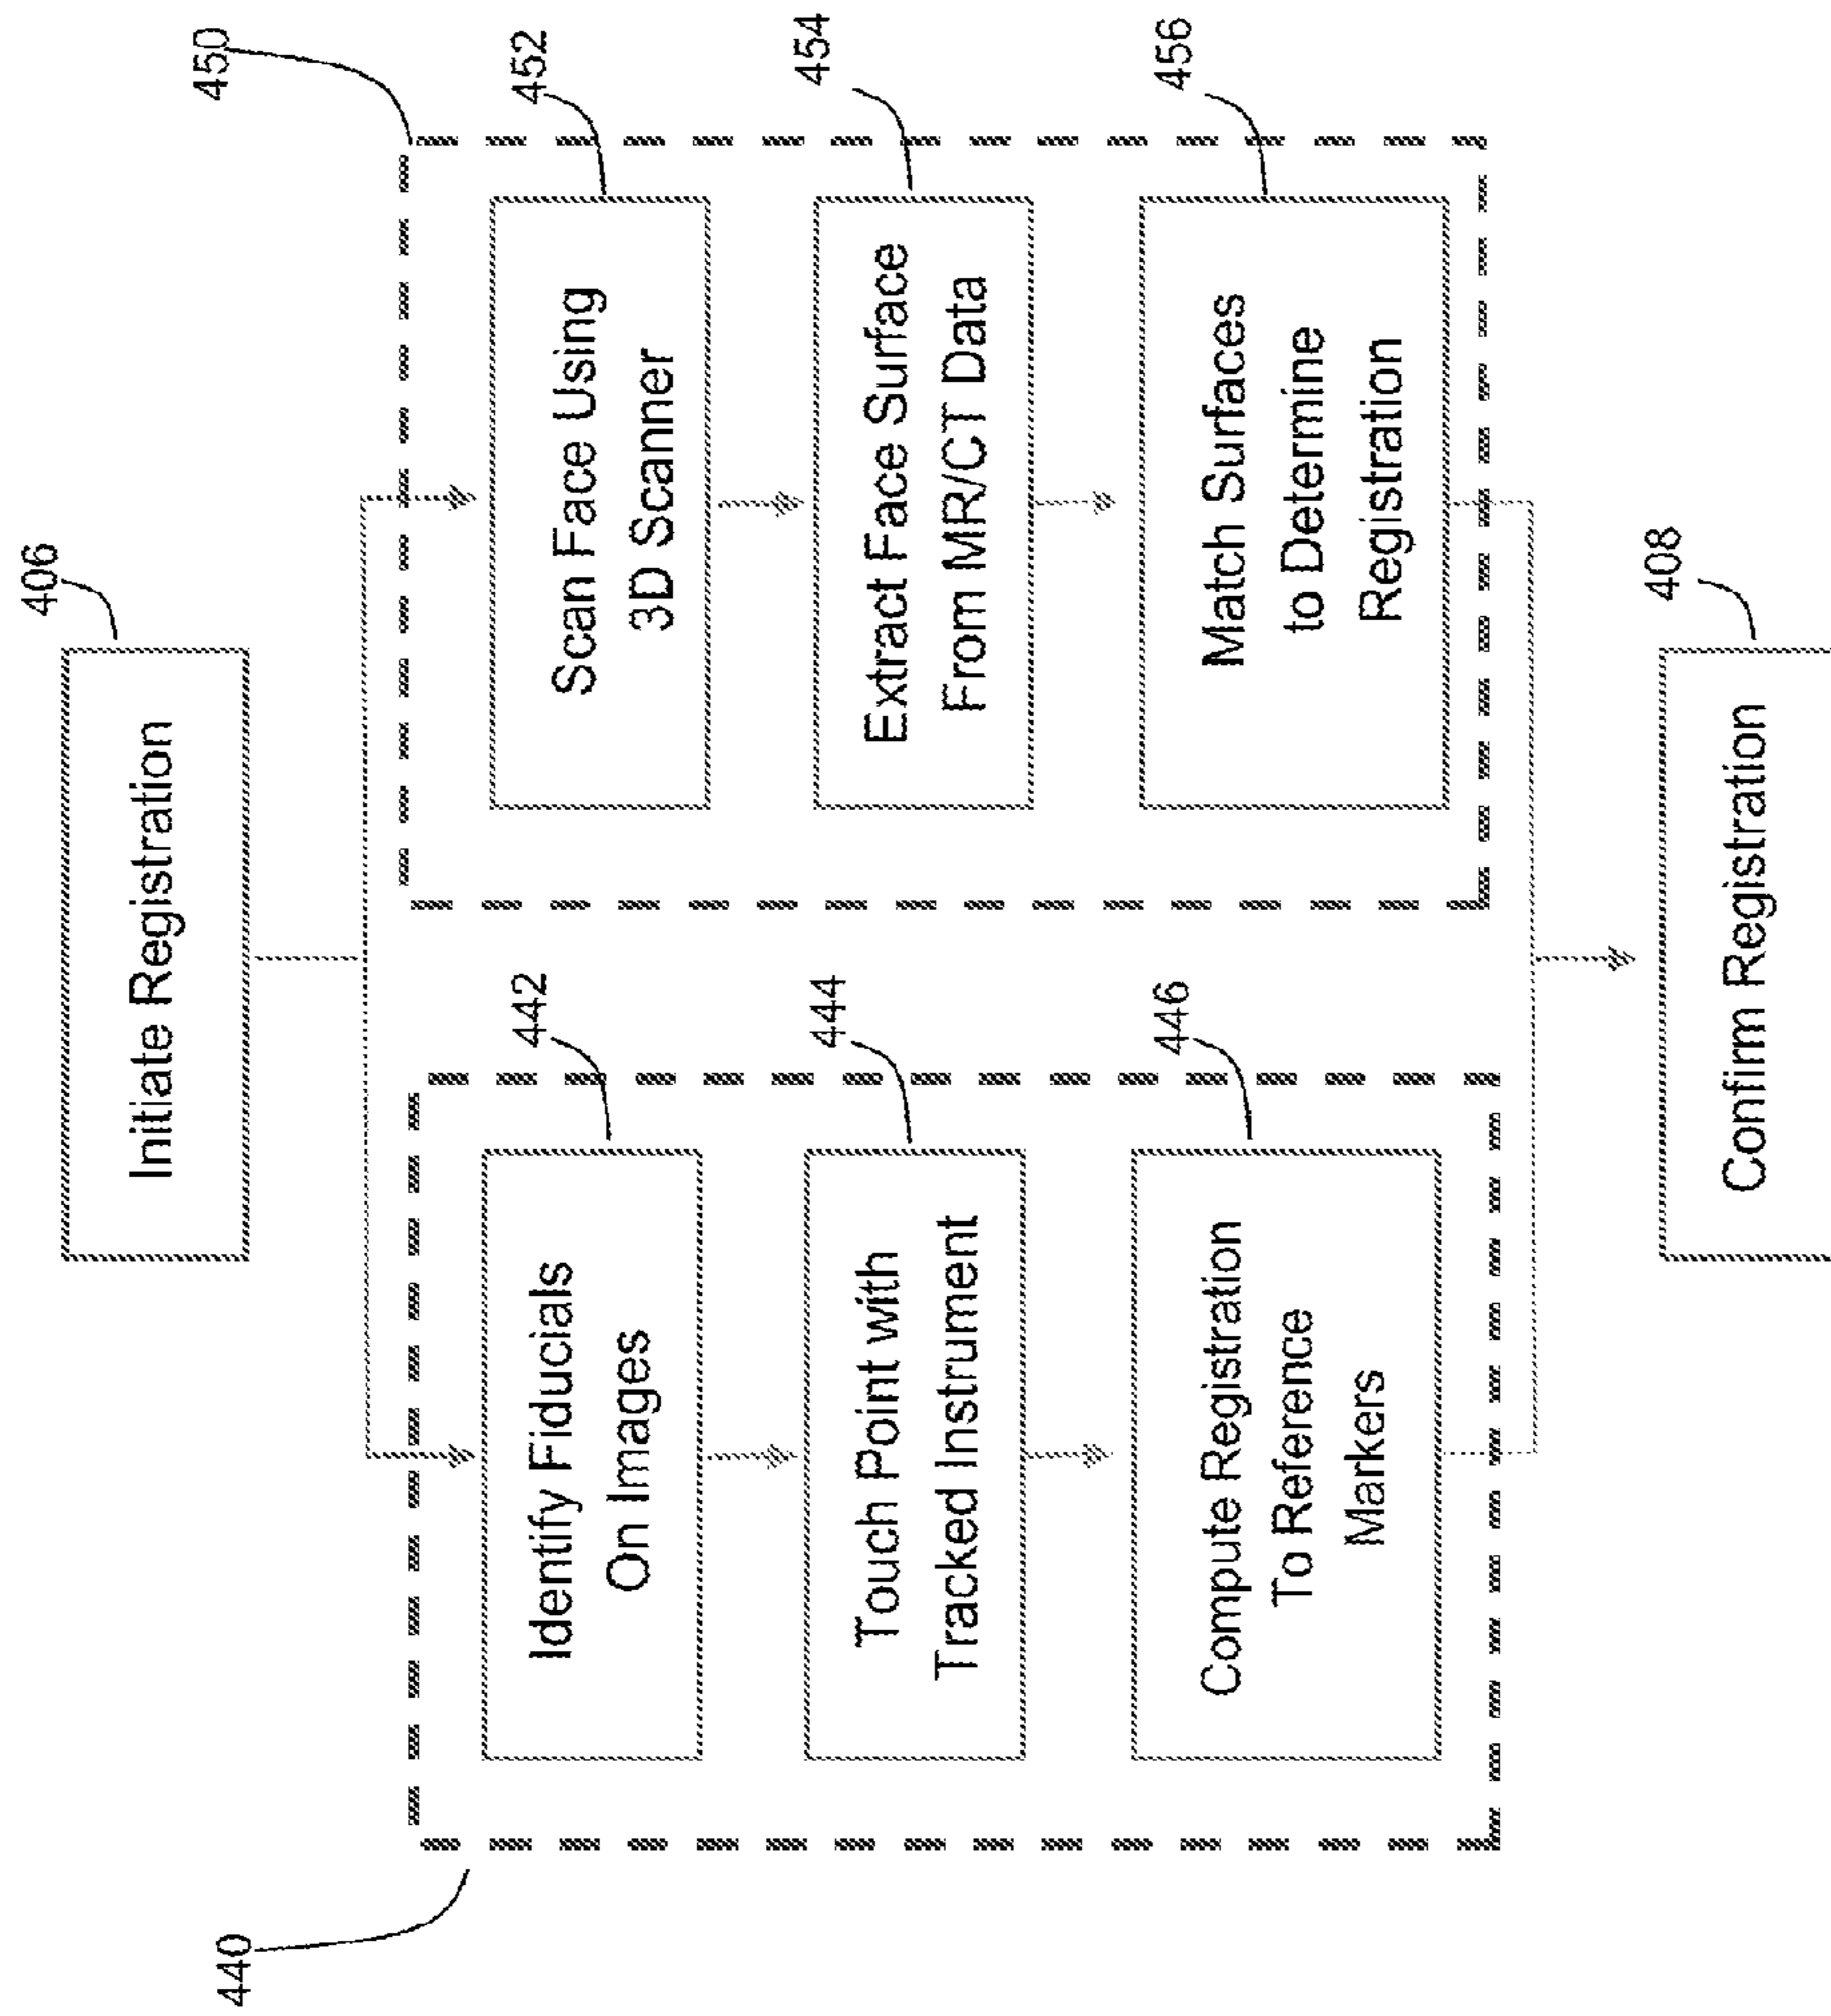 406
Initiate Registration
450
440
442
Identify Fiducials
On Images
444
Touch Point with
Tracked Instrument
446
Compute Registration
To Reference
Markers
452
Scan Face Using
3D Scanner
454
Extract Face Surface
From MR/CT Data
456
Match Surfaces
to Determine
Registration
408
Confirm Registration